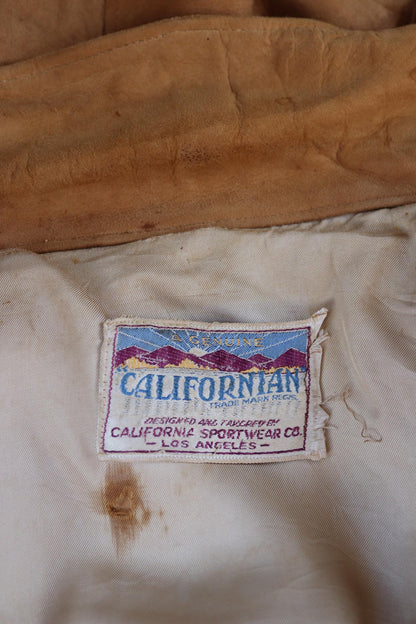 A GENUINE
"CALIFORNIAN"
TRADE MARK REG'S.
DESIGNED AND TAILORED BY
CALIFORNIA SPORTWEAR CO.
- LOS ANGELES -